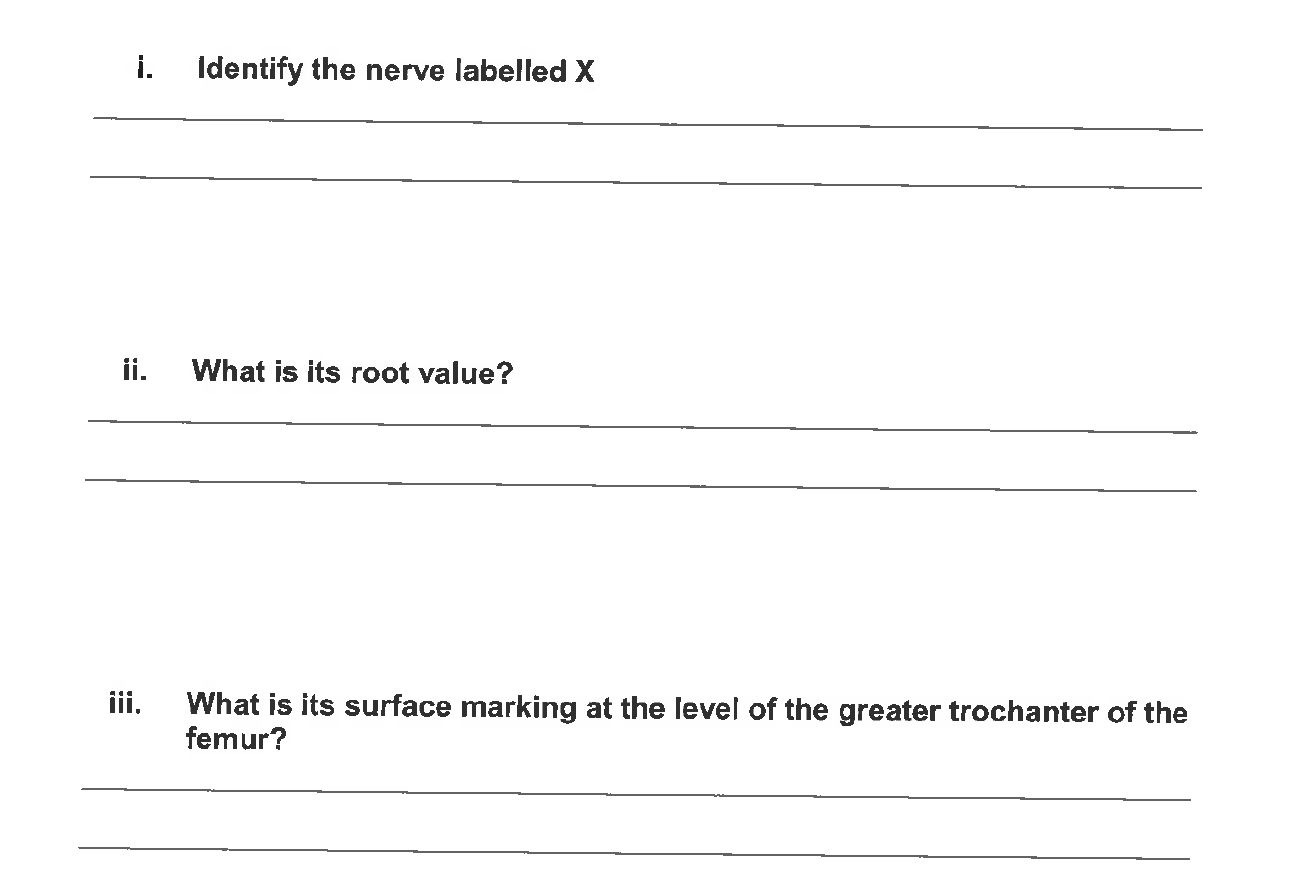 i. Identify the nerve labelled X
ii. What is its root value?
iii. What is its surface marking at the level of the greater trochanter of the
femur?